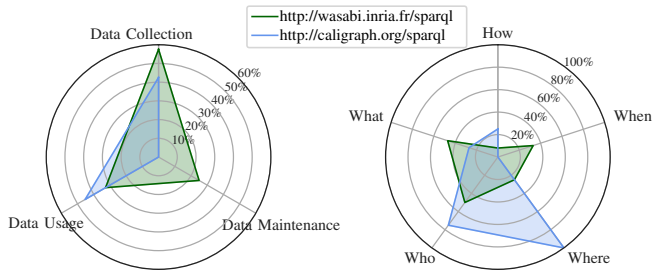 http://wasabi.inria.fr/sparql
http://caligraph.org/sparql
Data Collection
60%
50%
40%
30%
20%
10%
Data Usage
Data Maintenance
How
100%
80%
60%
40%
20%
What
When
Who
Where